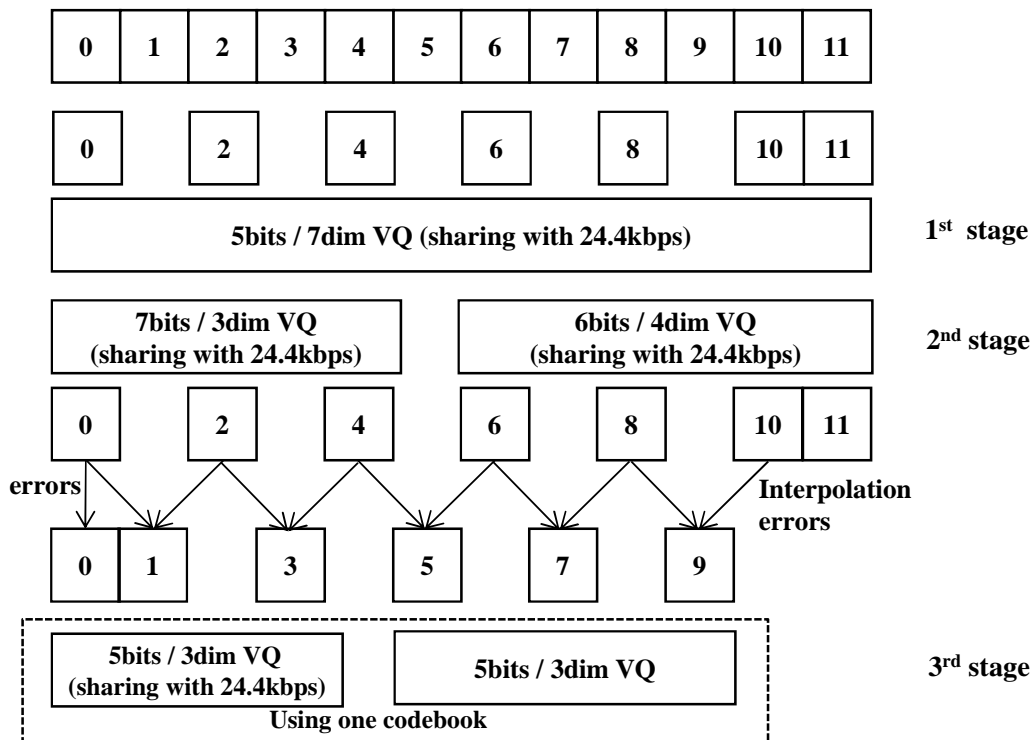 0 1 2 3 4 5 6 7 8 9 10 11
0 2 4 6 8 10 11
5bits / 7dim VQ (sharing with 24.4kbps)
1st stage
7bits / 3dim VQ
(sharing with 24.4kbps)
6bits / 4dim VQ
(sharing with 24.4kbps)
2nd stage
0 2 4 6 8 10 11
errors
Interpolation
errors
0 1 3 5 7 9
5bits / 3dim VQ
(sharing with 24.4kbps)
5bits / 3dim VQ
3rd stage
Using one codebook